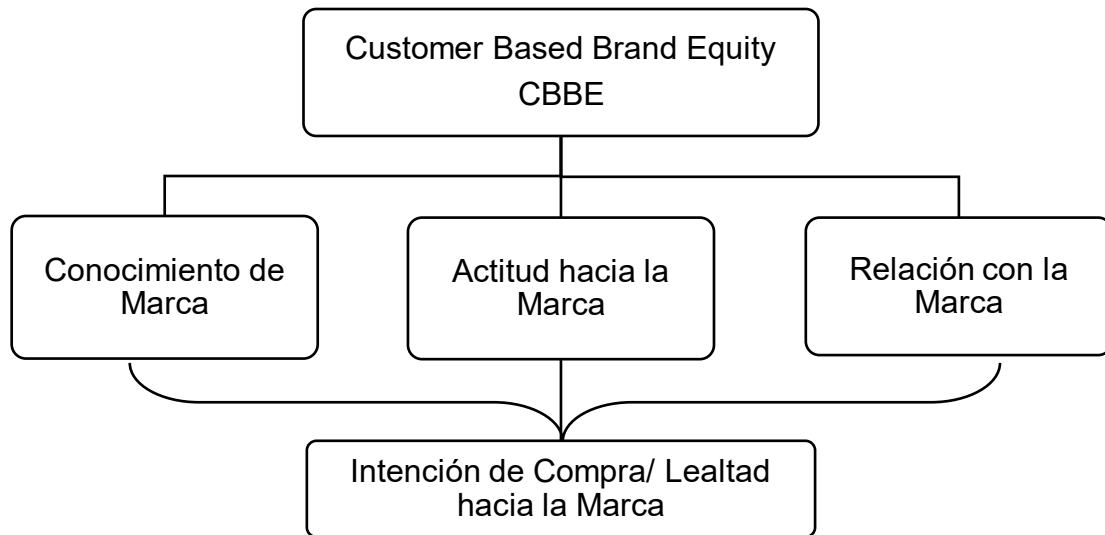 Customer Based Brand Equity
CBBE
Conocimiento de
Marca
Actitud hacia la
Marca
Relación con la
Marca
Intención de Compra/ Lealtad
hacia la Marca